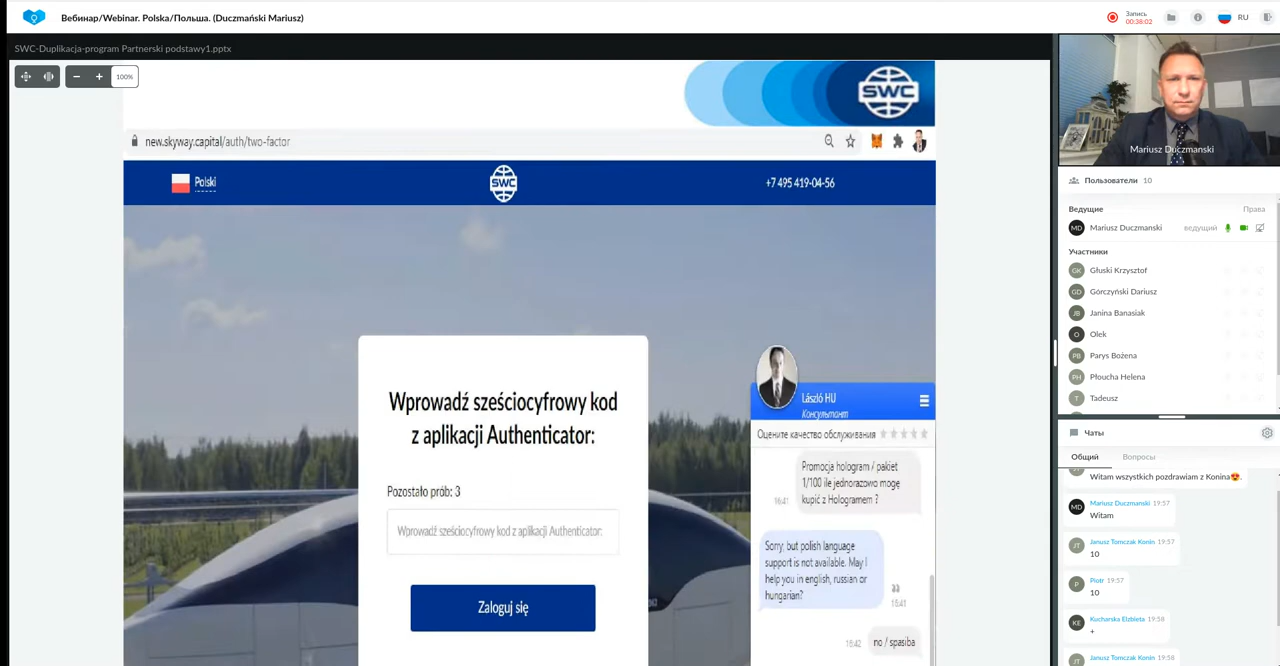 Вебинар/Webinar. Polska/Польша. (Duczmański Mariusz)
Запись
00:38:02
RU
SWC-Duplikacja-program Partnerski podstawy1.pptx
100%
SWC
new.skyway.capital/auth/two-factor
Polski
SWC
+7 495 419-04-56
Wprowadź sześciocyfrowy kod
z aplikacji Authenticator:
Pozostało prób: 3
Wprowadź sześciocyfrowy kod z aplikacji Authenticator:
Zaloguj się
László HU
Консультант
Оцените качество обслуживания
Promocja hologram / pakiet
1/100 ile jednorazowo mogę
kupić z Hologramem ?
16:41
Sorry, but polish language
support is not available. May I
help you in english, russian or
hungarian?
16:42
no / spasiba
Mariusz Duczmanski
Пользователи 10
Ведущие
Права
MD
Mariusz Duczmanski
ведущий
Участники
GK
Głuski Krzysztof
GD
Górczyński Dariusz
JB
Janina Banasiak
O
Olek
PB
Parys Bożena
PH
Płoucha Helena
T
Tadeusz
Чаты
Общий
Вопросы
Witam wszystkich pozdrawiam z Konina😍.
MD
Mariusz Duczmanski 19:57
Witam
JT
Janusz Tomczak Konin 19:57
10
P
Piotr 19:57
10
KE
Kucharska Elzbieta 19:58
+
JT
Janusz Tomczak Konin 19:58